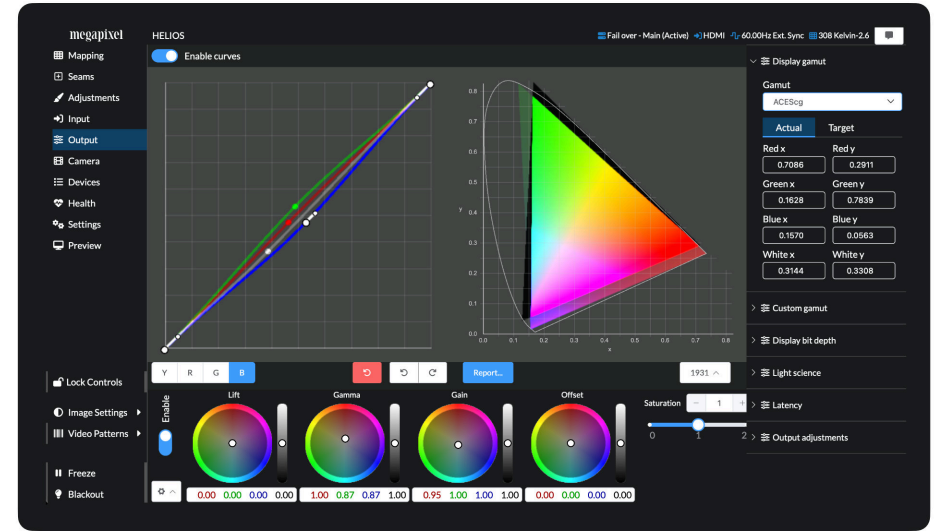 megapixel
HELIOS
Fail over - Main (Active) HDMI 60.00Hz Ext. Sync 308 Kelvin-2.6
Mapping
Seams
Adjustments
Input
Output
Camera
Devices
Health
Settings
Preview
Lock Controls
Image Settings
Video Patterns
Freeze
Blackout
Enable curves
0.8
0.7
0.6
0.5
y 0.4
0.3
0.2
0.1
0.0
0.0 0.1 0.2 0.3 0.4 0.5 0.6 0.7 0.8
x
Y R G B
Report...
1931
Enable
Lift Gamma Gain Offset
0.00 0.00 0.00 0.00 1.00 0.87 0.87 1.00 0.95 1.00 1.00 1.00 0.00 0.00 0.00 0.00
Saturation − 1 +
0 1 2
Display gamut
Gamut
ACEScg
Actual Target
Red x Red y
0.7086 0.2911
Green x Green y
0.1628 0.7839
Blue x Blue y
0.1570 0.0563
White x White y
0.3144 0.3308
Custom gamut
Display bit depth
Light science
Latency
Output adjustments